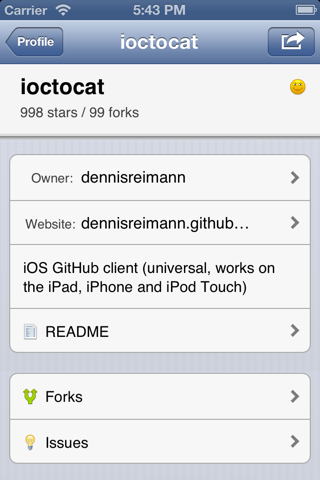 Carrier 5:43 PM
Profile ioctocat
ioctocat
998 stars / 99 forks
Owner: dennisreimann
Website: dennisreimann.github…
iOS GitHub client (universal, works on
the iPad, iPhone and iPod Touch)
README
Forks
Issues